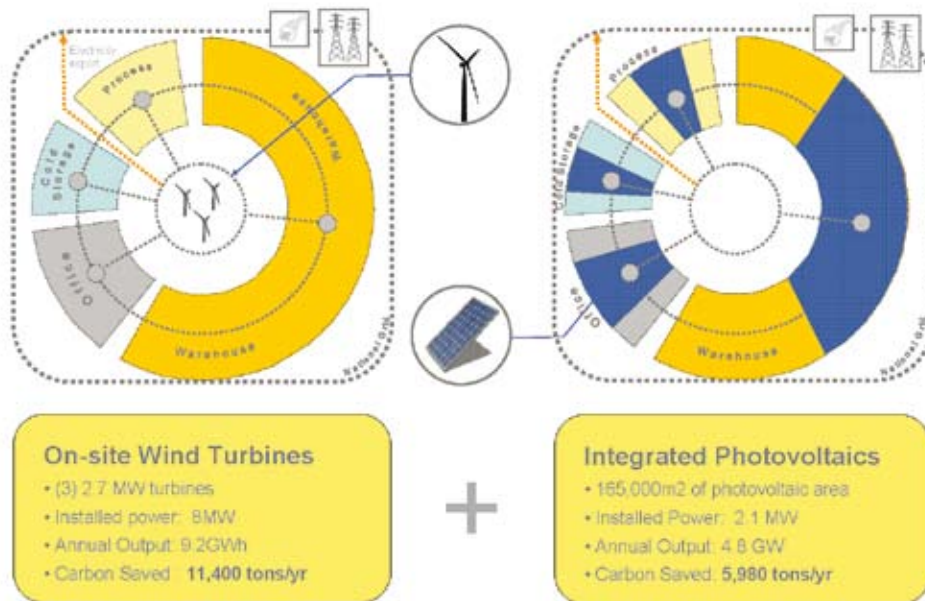 Electricity
export
Process
Warehouse
Cold
Storage
Office
Warehouse
National Grid
Process
Cold Storage
Office
Warehouse
National Grid
On-site Wind Turbines
• (3) 2.7 MW turbines
• Installed power: 8MW
• Annual Output: 9.2GWh
• Carbon Saved: 11,400 tons/yr
+
Integrated Photovoltaics
• 165,000m2 of photovoltaic area
• Installed Power: 2.1 MW
• Annual Output: 4.8 GW
• Carbon Saved: 5,980 tons/yr